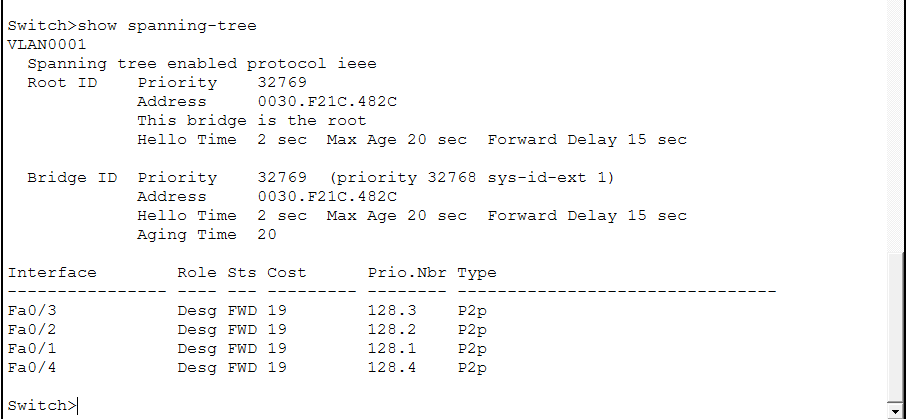 Switch>show spanning-tree
VLAN0001
  Spanning tree enabled protocol ieee
  Root ID    Priority    32769
             Address     0030.F21C.482C
             This bridge is the root
             Hello Time  2 sec  Max Age 20 sec  Forward Delay 15 sec

  Bridge ID  Priority    32769  (priority 32768 sys-id-ext 1)
             Address     0030.F21C.482C
             Hello Time  2 sec  Max Age 20 sec  Forward Delay 15 sec
             Aging Time  20

Interface        Role Sts Cost      Prio.Nbr Type
---------------- ---- --- --------- -------- --------------------------------
Fa0/3            Desg FWD 19        128.3    P2p
Fa0/2            Desg FWD 19        128.2    P2p
Fa0/1            Desg FWD 19        128.1    P2p
Fa0/4            Desg FWD 19        128.4    P2p

Switch>